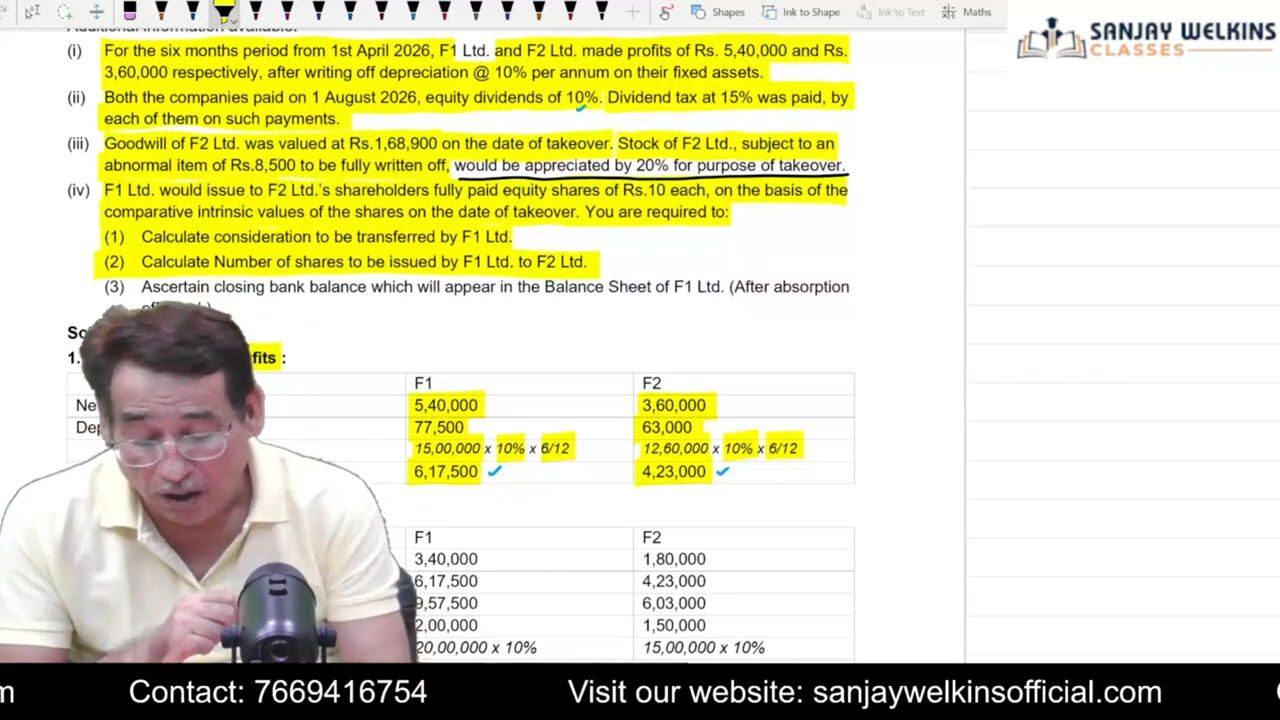 Shapes
Ink to Shape
Ink to Text
Maths
SANJAY WELKINS
CLASSES
(i) For the six months period from 1st April 2026, F1 Ltd. and F2 Ltd. made profits of Rs. 5,40,000 and Rs.
3,60,000 respectively, after writing off depreciation @ 10% per annum on their fixed assets.
(ii) Both the companies paid on 1 August 2026, equity dividends of 10%. Dividend tax at 15% was paid, by
each of them on such payments.
(iii) Goodwill of F2 Ltd. was valued at Rs.1,68,900 on the date of takeover. Stock of F2 Ltd., subject to an
abnormal item of Rs.8,500 to be fully written off, would be appreciated by 20% for purpose of takeover.
(iv) F1 Ltd. would issue to F2 Ltd.'s shareholders fully paid equity shares of Rs.10 each, on the basis of the
comparative intrinsic values of the shares on the date of takeover. You are required to:
(1) Calculate consideration to be transferred by F1 Ltd.
(2) Calculate Number of shares to be issued by F1 Ltd. to F2 Ltd.
(3) Ascertain closing bank balance which will appear in the Balance Sheet of F1 Ltd. (After absorption
1. :
F1 F2
5,40,000 3,60,000
77,500 63,000
15,00,000 x 10% x 6/12 12,60,000 x 10% x 6/12
6,17,500 4,23,000
F1 F2
3,40,000 1,80,000
6,17,500 4,23,000
9,57,500 6,03,000
2,00,000 1,50,000
20,00,000 x 10% 15,00,000 x 10%
Contact: 7669416754 Visit our website: sanjaywelkinsofficial.com